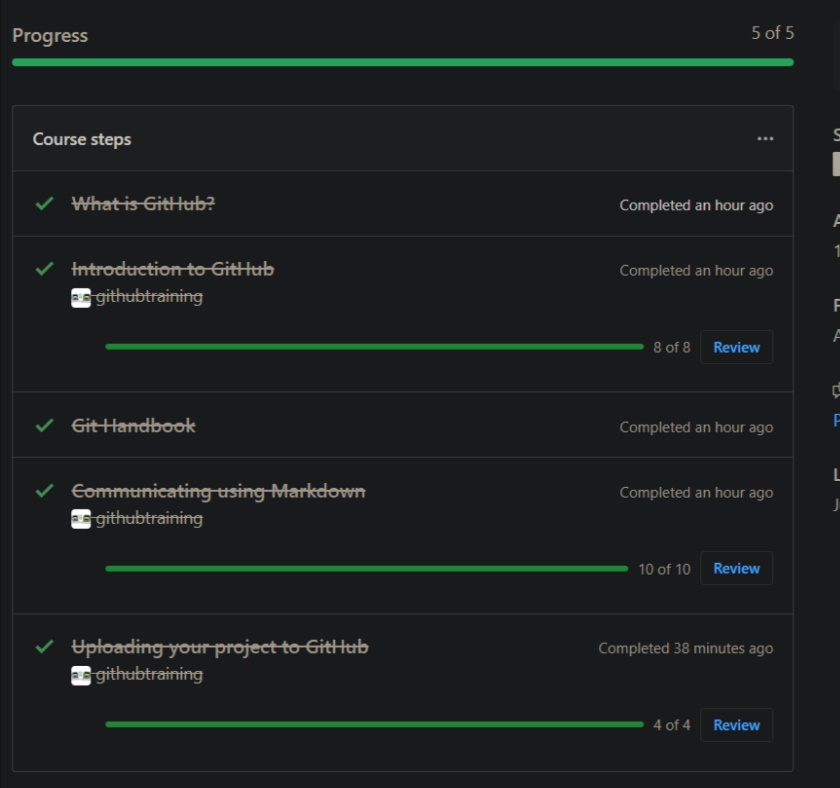 Progress
5 of 5
Course steps
What is GitHub?
Completed an hour ago
Introduction to GitHub
Completed an hour ago
githubtraining
8 of 8
Review
Git Handbook
Completed an hour ago
Communicating using Markdown
Completed an hour ago
githubtraining
10 of 10
Review
Uploading your project to GitHub
Completed 38 minutes ago
githubtraining
4 of 4
Review